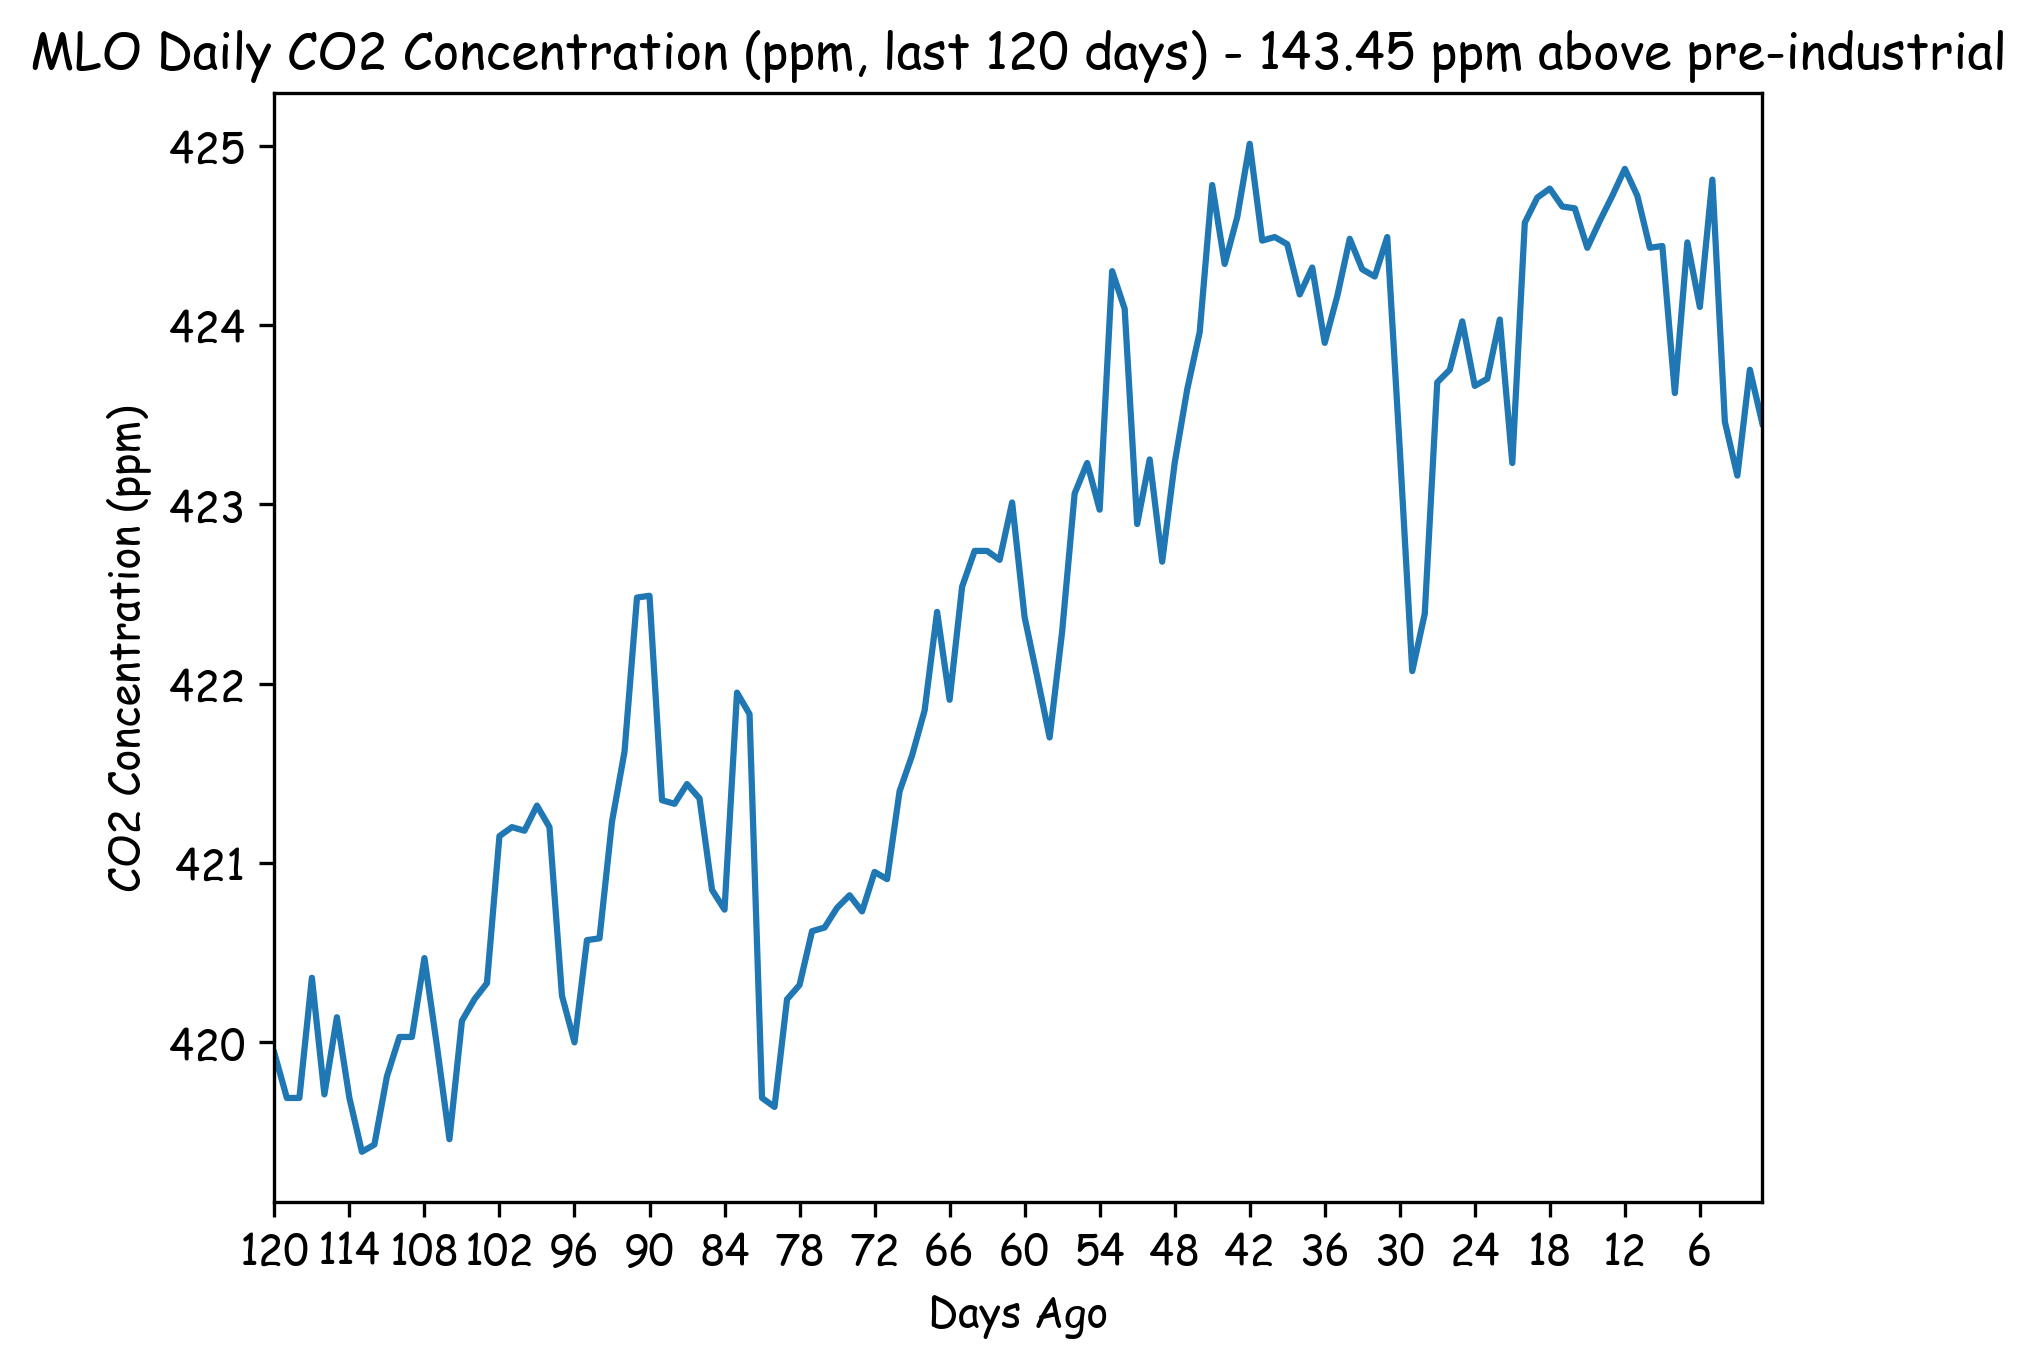 MLO Daily CO2 Concentration (ppm, last 120 days) - 143.45 ppm above pre-industrial
425
424
423
422
421
420
CO2 Concentration (ppm)
120 114 108 102 96 90 84 78 72 66 60 54 48 42 36 30 24 18 12 6
Days Ago